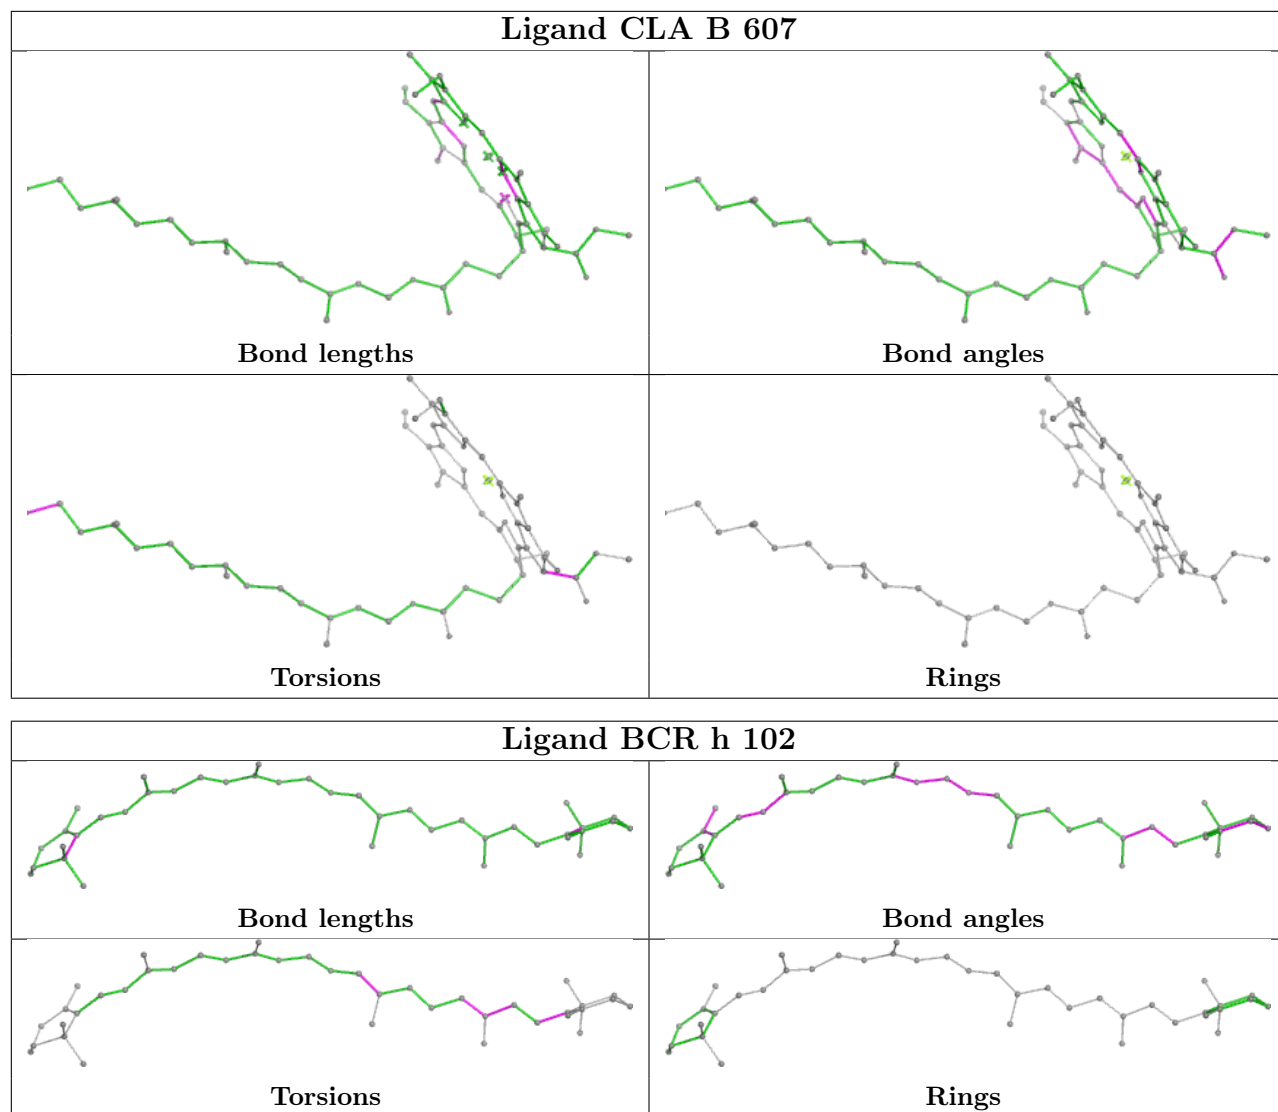 Ligand CLA B 607
Bond lengths
Bond angles
Torsions
Rings
Ligand BCR h 102
Bond lengths
Bond angles
Torsions
Rings